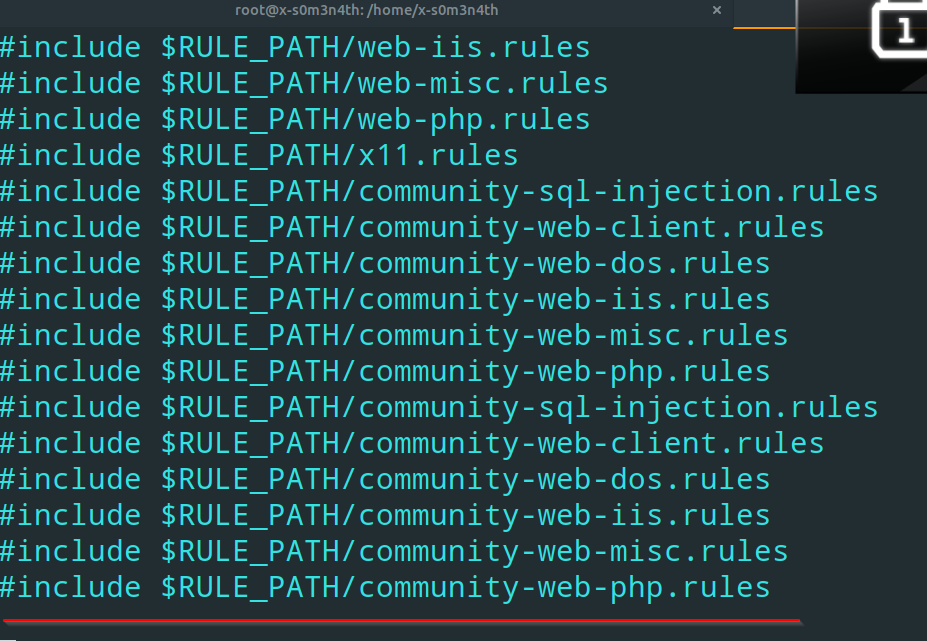 root@x-s0m3n4th: /home/x-s0m3n4th ×
1
#include $RULE_PATH/web-iis.rules
#include $RULE_PATH/web-misc.rules
#include $RULE_PATH/web-php.rules
#include $RULE_PATH/x11.rules
#include $RULE_PATH/community-sql-injection.rules
#include $RULE_PATH/community-web-client.rules
#include $RULE_PATH/community-web-dos.rules
#include $RULE_PATH/community-web-iis.rules
#include $RULE_PATH/community-web-misc.rules
#include $RULE_PATH/community-web-php.rules
#include $RULE_PATH/community-sql-injection.rules
#include $RULE_PATH/community-web-client.rules
#include $RULE_PATH/community-web-dos.rules
#include $RULE_PATH/community-web-iis.rules
#include $RULE_PATH/community-web-misc.rules
#include $RULE_PATH/community-web-php.rules